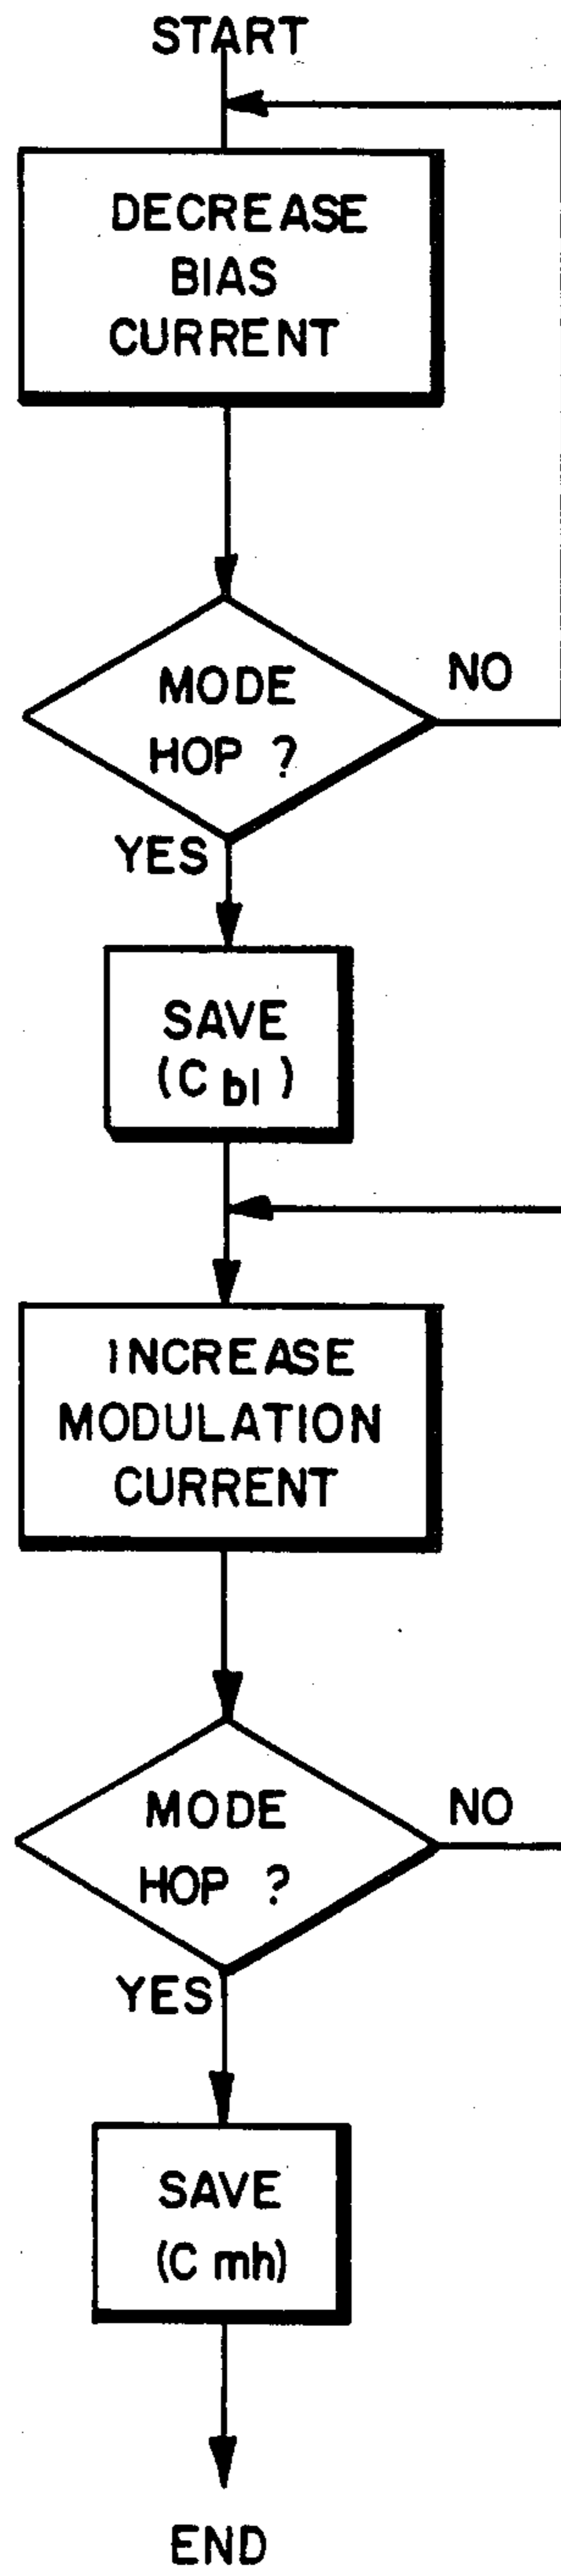 START
DECREASE
BIAS
CURRENT
MODE
HOP ?
NO
YES
SAVE
(C bl)
INCREASE
MODULATION
CURRENT
MODE
HOP ?
NO
YES
SAVE
(C mh)
END